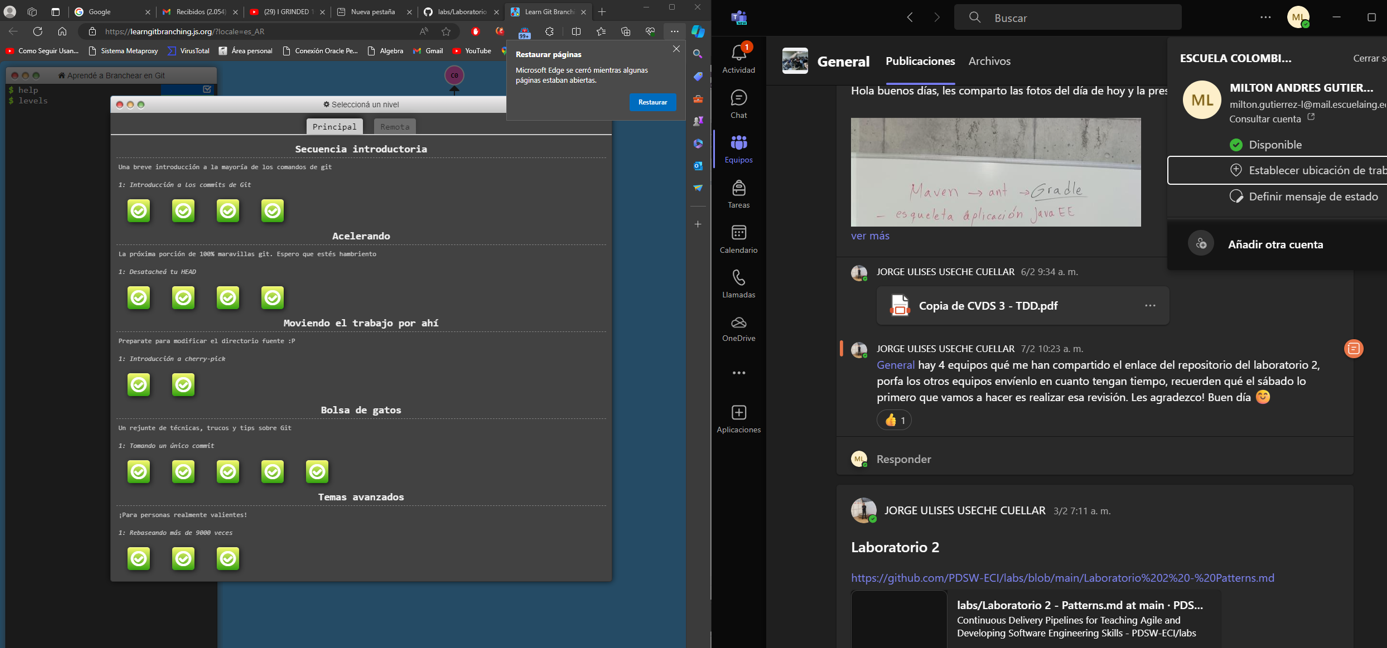 Google
Recibidos (2.054)
(29) I GRINDED
Nueva pestaña
labs/Laboratorio
Learn Git Branch
https://learngitbranching.js.org/?locale=es_AR
Como Seguir Usan...
Sistema Metaproxy
VirusTotal
Área personal
Conexión Oracle Pe...
Algebra
Gmail
YouTube
Restaurar páginas
Microsoft Edge se cerró mientras algunas
páginas estaban abiertas.
Restaurar
Aprendé a Branchear en Git
$ help
$ levels
C0
Seleccioná un nivel
Principal
Remota
Secuencia introductoria
Una breve introducción a la mayoría de los comandos de git
1: Introducción a los commits de Git
Acelerando
La próxima porción de 100% maravillas git. Espero que estés hambriento
1: Desatacheá tu HEAD
Moviendo el trabajo por ahí
Preparate para modificar el directorio fuente :P
1: Introducción a cherry-pick
Bolsa de gatos
Un rejunte de técnicas, trucos y tips sobre Git
1: Tomando un único commit
Temas avanzados
¡Para personas realmente valientes!
1: Rebaseando más de 9000 veces
Buscar
ML
1
Actividad
Chat
Equipos
Tareas
Calendario
Llamadas
OneDrive
Aplicaciones
General
Publicaciones
Archivos
Hola buenos días, les comparto las fotos del día de hoy y la pres
Maven → ant → Gradle
- esqueleta aplicación Java EE
ver más
JORGE ULISES USECHE CUELLAR 6/2 9:34 a. m.
Copia de CVDS 3 - TDD.pdf
JORGE ULISES USECHE CUELLAR 7/2 10:23 a. m.
General hay 4 equipos qué me han compartido el enlace del repositorio del laboratorio 2,
porfa los otros equipos envíenlo en cuanto tengan tiempo, recuerden qué el sábado lo
primero que vamos a hacer es realizar esa revisión. Les agradezco! Buen día 😊
👍 1
ML
Responder
JORGE ULISES USECHE CUELLAR 3/2 7:11 a. m.
Laboratorio 2
https://github.com/PDSW-ECI/labs/blob/main/Laboratorio%202%20-%20Patterns.md
labs/Laboratorio 2 - Patterns.md at main · PDS...
Continuous Delivery Pipelines for Teaching Agile and
Developing Software Engineering Skills - PDSW-ECI/labs
ESCUELA COLOMBI...
Cerrar s
ML
MILTON ANDRES GUTIER...
milton.gutierrez-l@mail.escuelaing.e
Consultar cuenta
Disponible
Establecer ubicación de trab
Definir mensaje de estado
Añadir otra cuenta